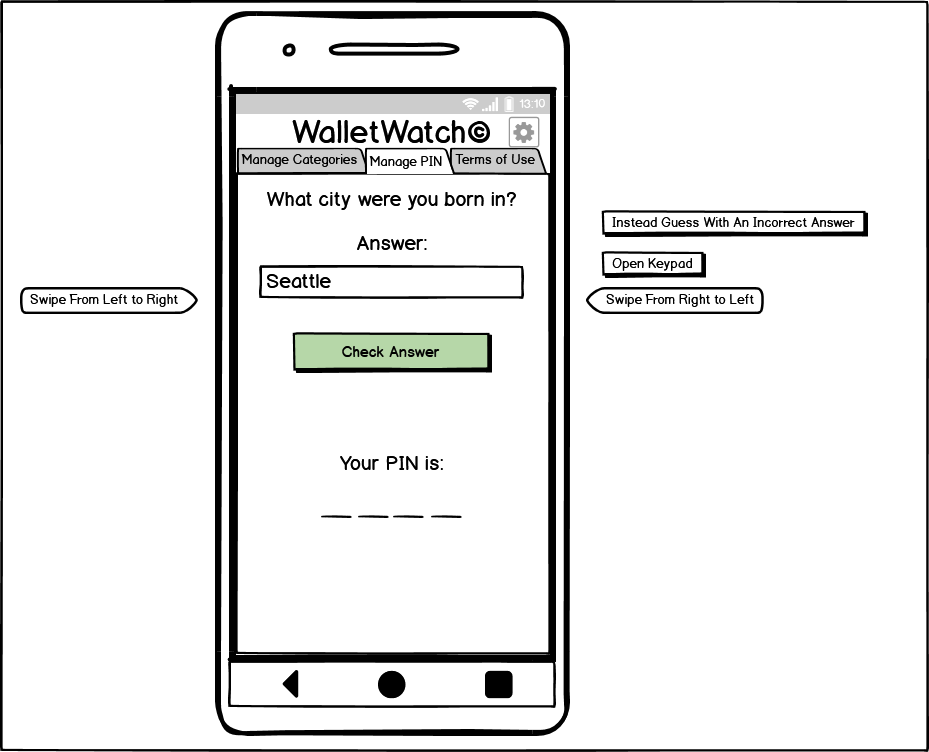 13:10
WalletWatch©
Manage Categories Manage PIN Terms of Use
What city were you born in?
Answer:
Seattle
Check Answer
Your PIN is:
Instead Guess With An Incorrect Answer
Open Keypad
Swipe From Left to Right
Swipe From Right to Left